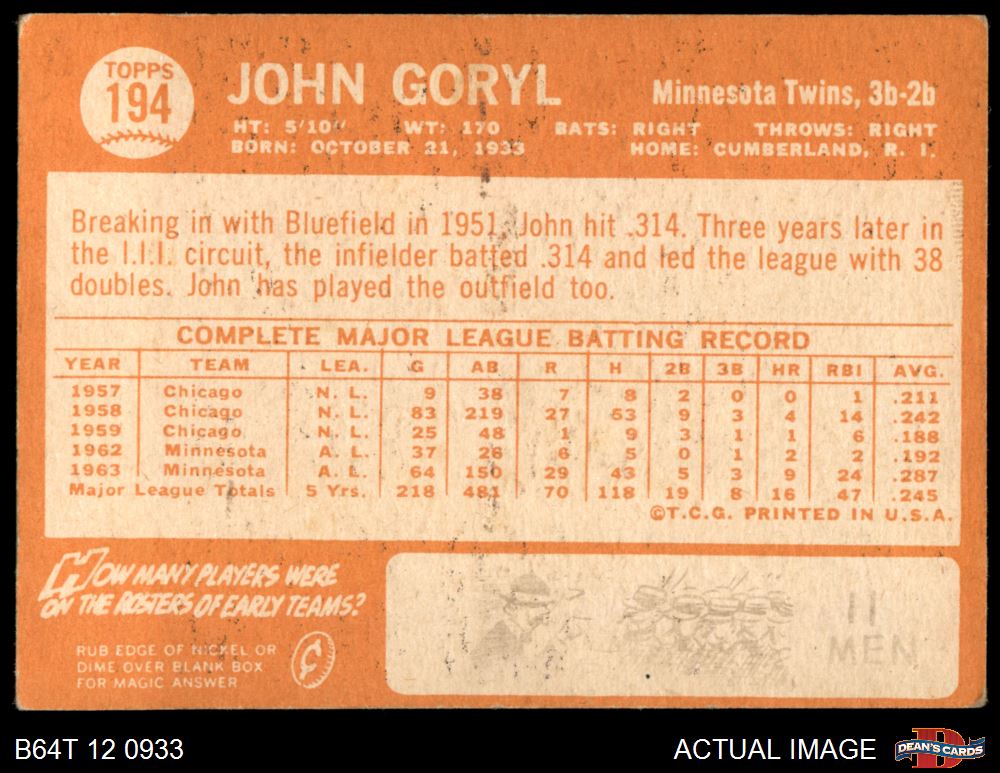 TOPPS
194
JOHN GORYL
Minnesota Twins, 3b-2b
HT: 5'10" WT: 170 BATS: RIGHT THROWS: RIGHT
BORN: OCTOBER 21, 1933 HOME: CUMBERLAND, R. I.
Breaking in with Bluefield in 1951, John hit .314. Three years later in
the I.I.I. circuit, the infielder batted .314 and led the league with 38
doubles. John has played the outfield too.
COMPLETE MAJOR LEAGUE BATTING RECORD
YEAR TEAM LEA. G AB R H 2B 3B HR RBI AVG.
1957 Chicago N. L. 9 38 7 8 2 0 0 1 .211
1958 Chicago N. L. 83 219 27 53 9 3 4 14 .242
1959 Chicago N. L. 25 48 1 9 3 1 1 6 .188
1962 Minnesota A. L. 37 26 6 5 0 1 2 2 .192
1963 Minnesota A. L. 64 150 29 43 5 3 9 24 .287
Major League Totals 5 Yrs. 218 481 70 118 19 8 16 47 .245
©T.C.G. PRINTED IN U.S.A.
HOW MANY PLAYERS WERE
ON THE ROSTERS OF EARLY TEAMS?
RUB EDGE OF NICKEL OR
DIME OVER BLANK BOX
FOR MAGIC ANSWER
11
MEN
B64T 12 0933
ACTUAL IMAGE
D
DEAN'S CARDS